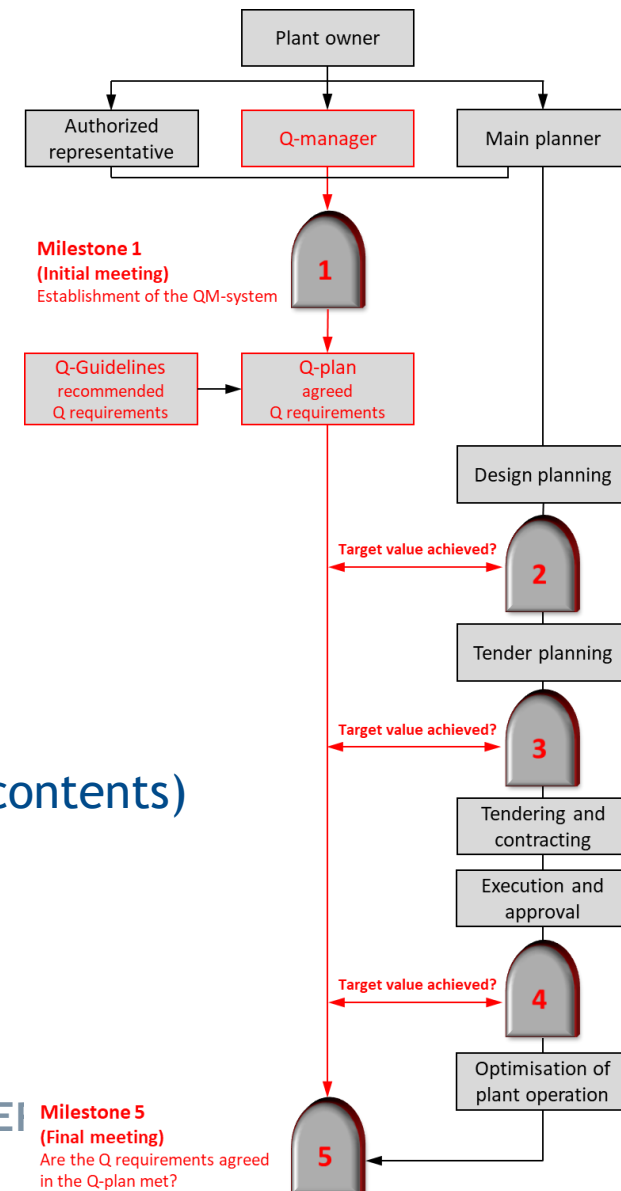 Plant owner
Authorized
representative
Q-manager
Main planner
Milestone 1
(Initial meeting)
Establishment of the QM-system
1
Q-Guidelines
recommended
Q requirements
Q-plan
agreed
Q requirements
Design planning
Target value achieved?
2
Tender planning
Target value achieved?
3
contents)
Tendering and
contracting
Execution and
approval
Target value achieved?
4
Optimisation of
plant operation
Milestone 5
(Final meeting)
Are the Q requirements agreed
in the Q-plan met?
5